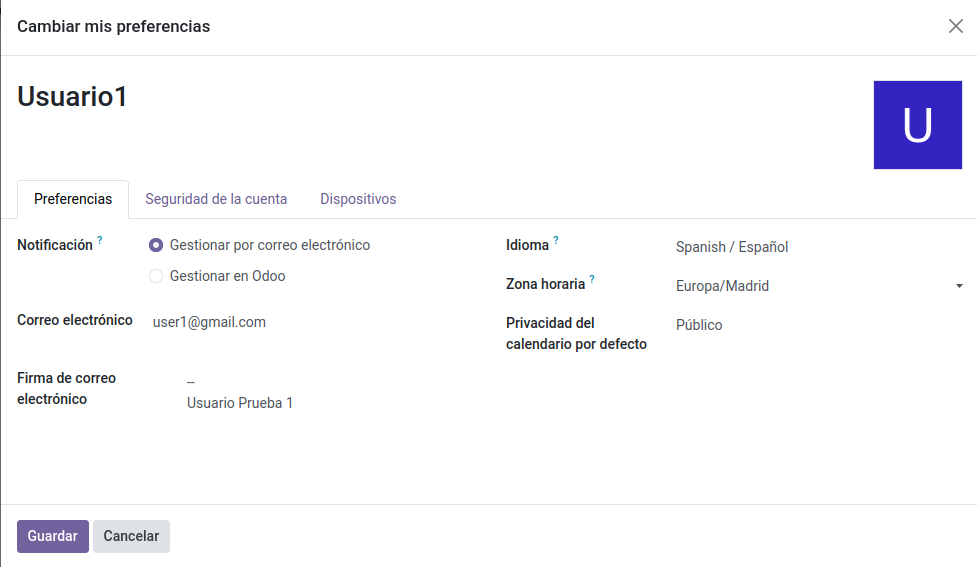 Cambiar mis preferencias
Usuario1
U
Preferencias
Seguridad de la cuenta
Dispositivos
Notificación ?
Gestionar por correo electrónico
Gestionar en Odoo
Correo electrónico
user1@gmail.com
Firma de correo
electrónico
--
Usuario Prueba 1
Idioma ?
Spanish / Español
Zona horaria ?
Europa/Madrid
Privacidad del
calendario por defecto
Público
Guardar
Cancelar